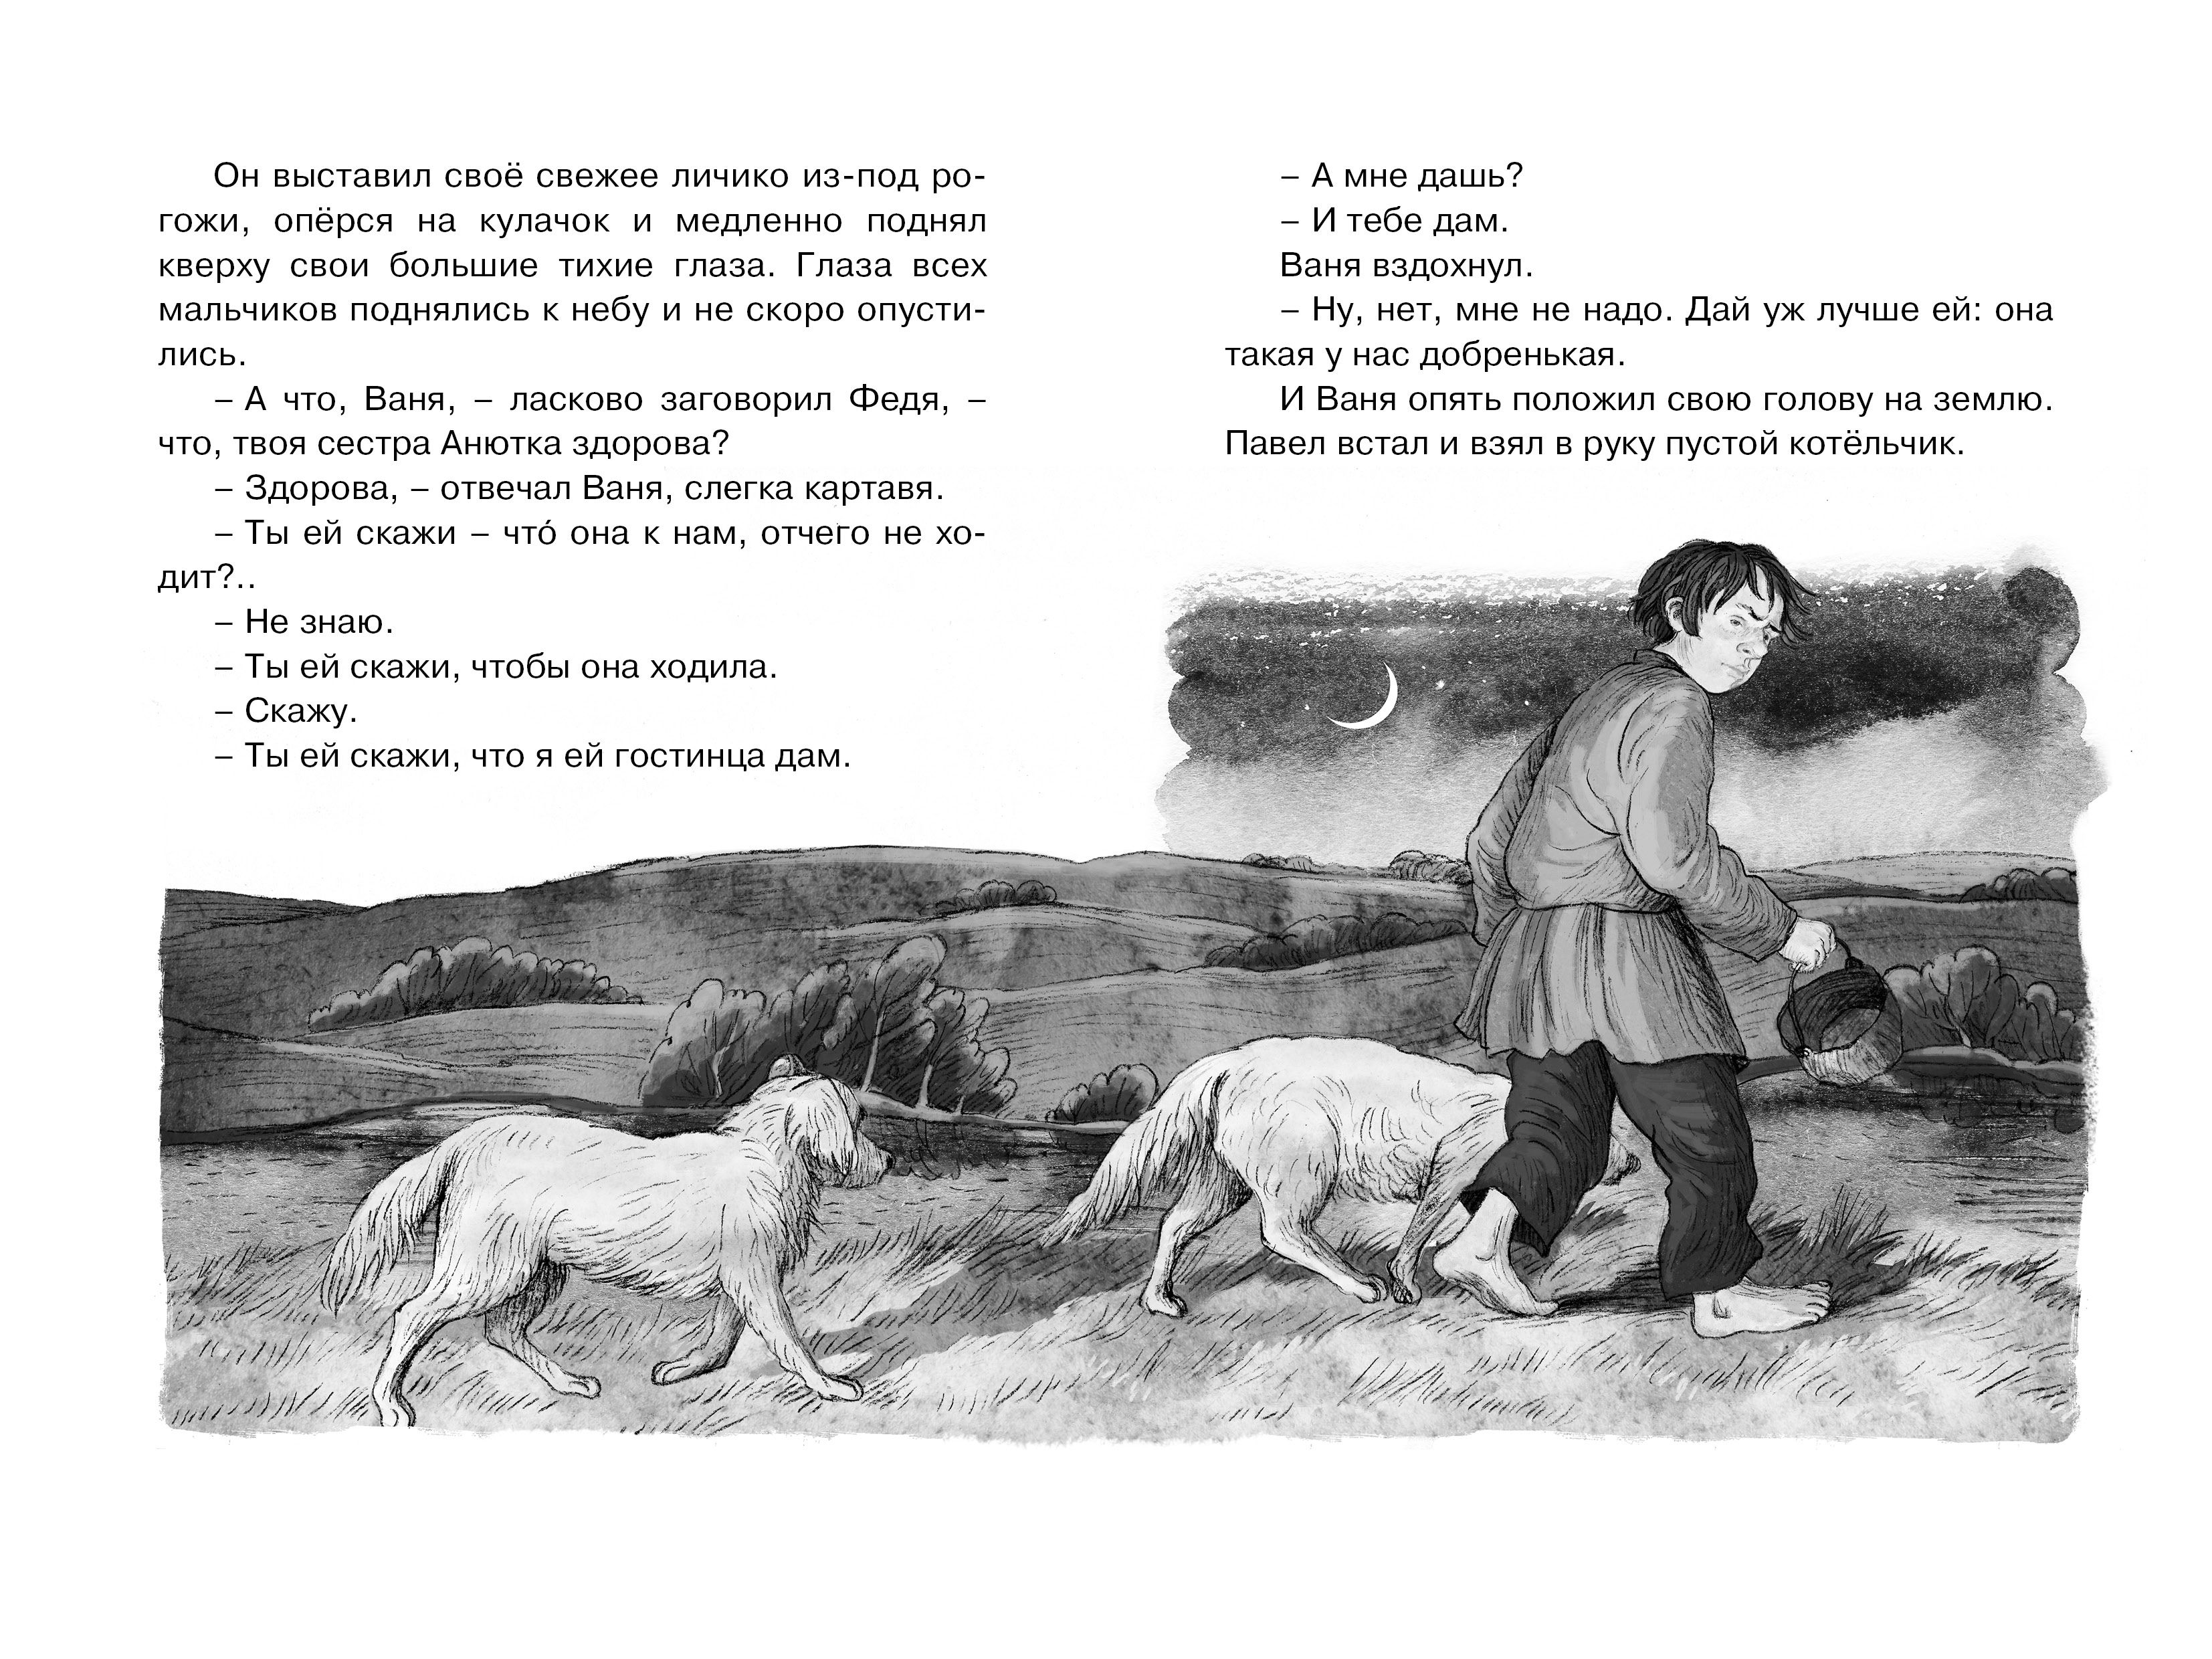 Он выставил своё свежее личико из-под ро-
гожи, опёрся на кулачок и медленно поднял
кверху свои большие тихие глаза. Глаза всех
мальчиков поднялись к небу и не скоро опусти-
лись.
– А что, Ваня, – ласково заговорил Федя, –
что, твоя сестра Анютка здорова?
– Здорова, – отвечал Ваня, слегка картавя.
– Ты ей скажи – что́ она к нам, отчего не хо-
дит?..
– Не знаю.
– Ты ей скажи, чтобы она ходила.
– Скажу.
– Ты ей скажи, что я ей гостинца дам.
– А мне дашь?
– И тебе дам.
Ваня вздохнул.
– Ну, нет, мне не надо. Дай уж лучше ей: она
такая у нас добренькая.
И Ваня опять положил свою голову на землю.
Павел встал и взял в руку пустой котёльчик.